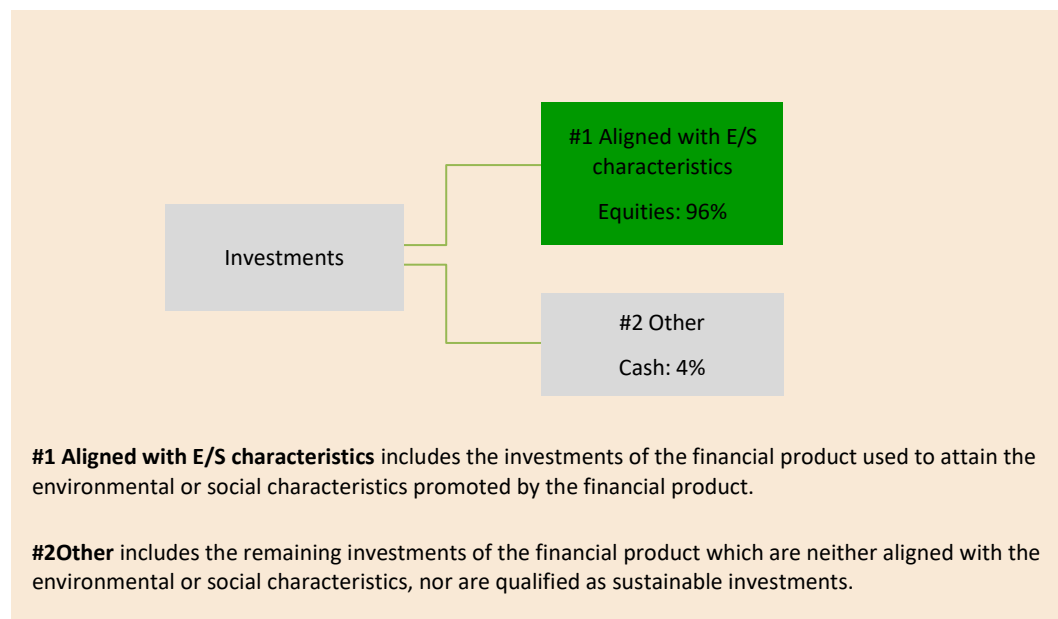 #1 Aligned with E/S
characteristics
Equities: 96%
Investments
#2 Other
Cash: 4%
#1 Aligned with E/S characteristics includes the investments of the financial product used to attain the
environmental or social characteristics promoted by the financial product.
#2Other includes the remaining investments of the financial product which are neither aligned with the
environmental or social characteristics, nor are qualified as sustainable investments.